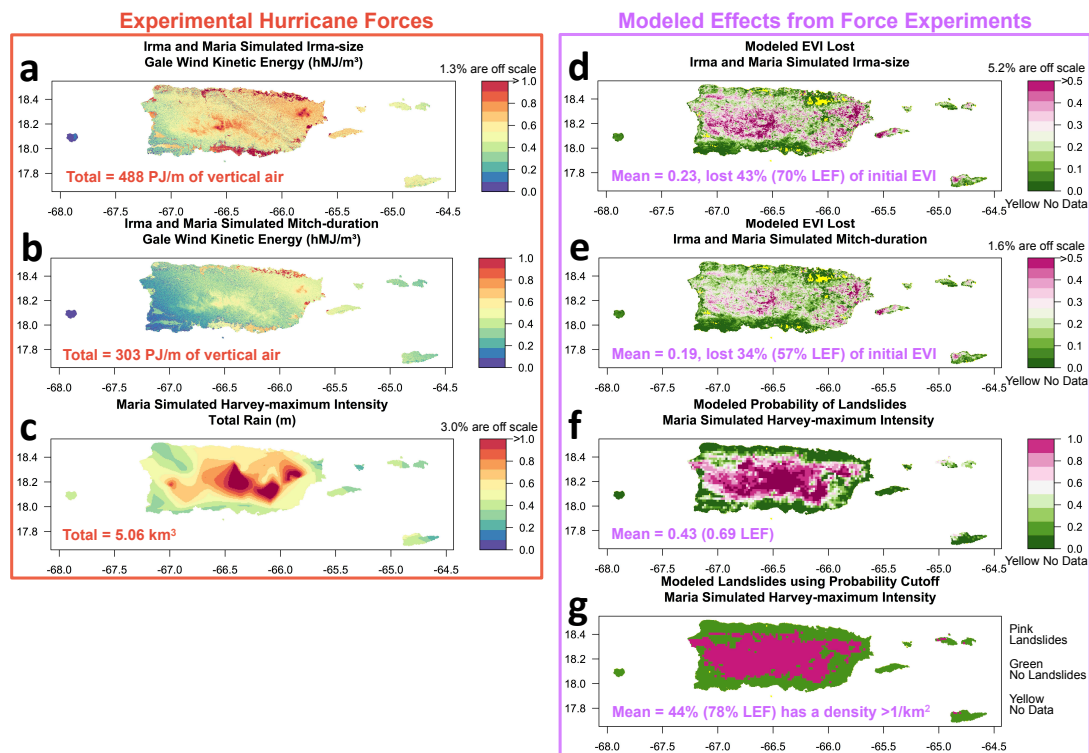 Experimental Hurricane Forces
Irma and Maria Simulated Irma-size
Gale Wind Kinetic Energy (hMJ/m³)
a
1.3% are off scale
18.4
18.2
18.0
17.8
> 1.0
0.8
0.6
0.4
0.2
0.0
Total = 488 PJ/m of vertical air
-68.0 -67.5 -67.0 -66.5 -66.0 -65.5 -65.0 -64.5
Irma and Maria Simulated Mitch-duration
Gale Wind Kinetic Energy (hMJ/m³)
b
18.4
18.2
18.0
17.8
1.0
0.8
0.6
0.4
0.2
0.0
Total = 303 PJ/m of vertical air
-68.0 -67.5 -67.0 -66.5 -66.0 -65.5 -65.0 -64.5
Maria Simulated Harvey-maximum Intensity
Total Rain (m)
c
3.0% are off scale
18.4
18.2
18.0
17.8
>1.0
0.8
0.6
0.4
0.2
0.0
Total = 5.06 km³
-68.0 -67.5 -67.0 -66.5 -66.0 -65.5 -65.0 -64.5
Modeled Effects from Force Experiments
Modeled EVI Lost
Irma and Maria Simulated Irma-size
d
5.2% are off scale
18.4
18.2
18.0
17.8
>0.5
0.4
0.3
0.2
0.1
0.0
Mean = 0.23, lost 43% (70% LEF) of initial EVI
Yellow No Data
-68.0 -67.5 -67.0 -66.5 -66.0 -65.5 -65.0 -64.5
Modeled EVI Lost
Irma and Maria Simulated Mitch-duration
e
1.6% are off scale
18.4
18.2
18.0
17.8
>0.5
0.4
0.3
0.2
0.1
0.0
Mean = 0.19, lost 34% (57% LEF) of initial EVI
Yellow No Data
-68.0 -67.5 -67.0 -66.5 -66.0 -65.5 -65.0 -64.5
Modeled Probability of Landslides
Maria Simulated Harvey-maximum Intensity
f
18.4
18.2
18.0
17.8
1.0
0.8
0.6
0.4
0.2
0.0
Mean = 0.43 (0.69 LEF)
Yellow No Data
-68.0 -67.5 -67.0 -66.5 -66.0 -65.5 -65.0 -64.5
Modeled Landslides using Probability Cutoff
Maria Simulated Harvey-maximum Intensity
g
18.4
18.2
18.0
17.8
Pink
Landslides
Green
No Landslides
Yellow
No Data
Mean = 44% (78% LEF) has a density >1/km²
-68.0 -67.5 -67.0 -66.5 -66.0 -65.5 -65.0 -64.5